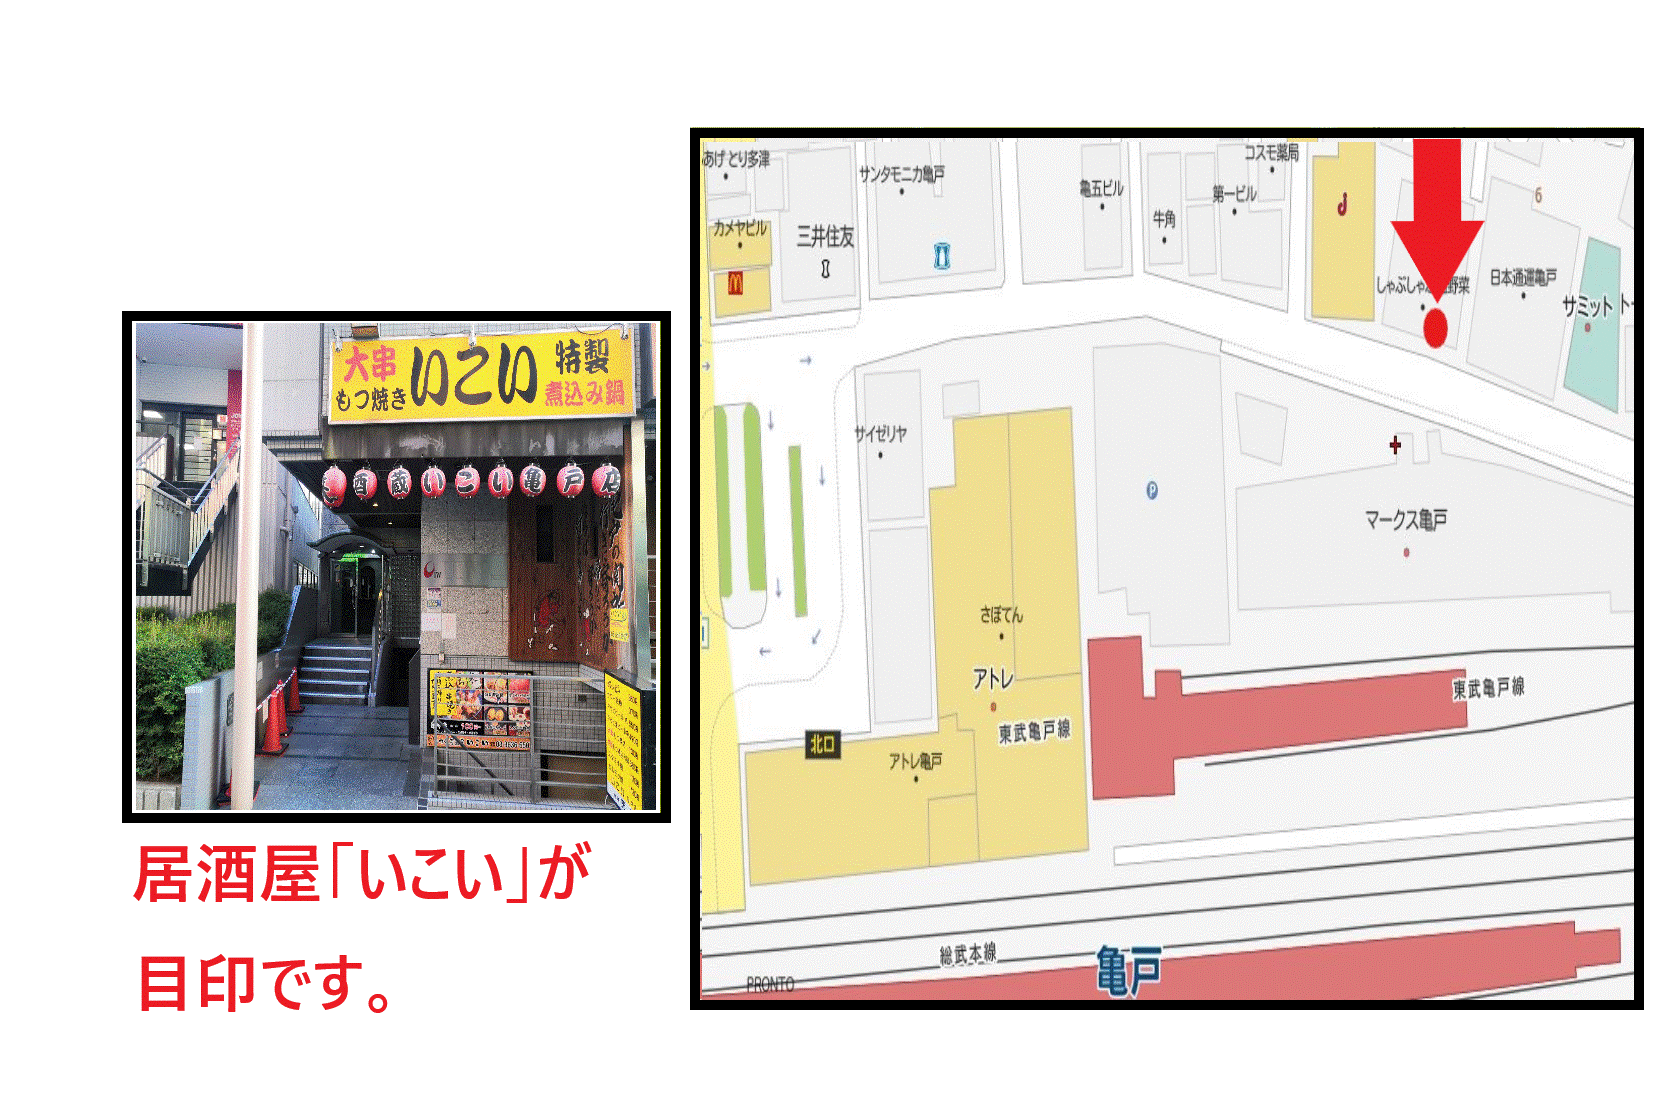 大串
もつ焼き
いこい
特製
煮込み鍋
酒蔵いこい亀戸店
居酒屋「いこい」が
目印です。
あげとり多津
サンタモニカ亀戸
亀五ビル
コスモ薬局
第一ビル
牛角
カメヤビル
三井住友
6
日本通運亀戸
サミット
サイゼリヤ
P
マークス亀戸
さぼてん
アトレ
東武亀戸線
東武亀戸線
北口
アトレ亀戸
総武本線
亀戸
PRONTO